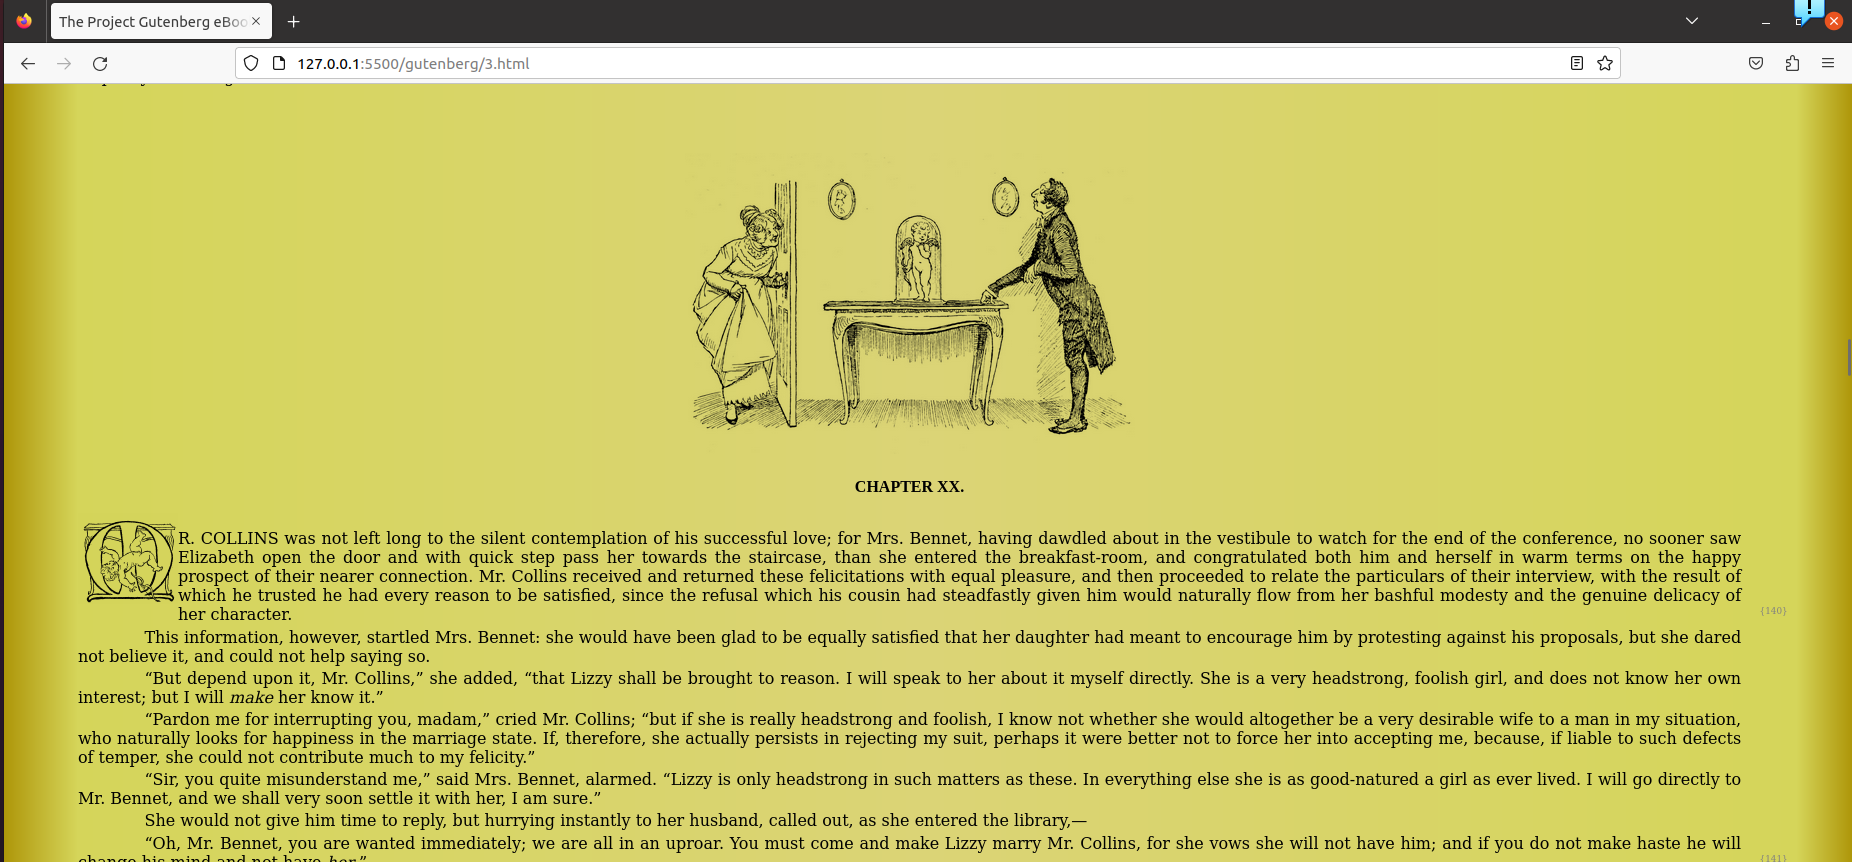 The Project Gutenberg eBoo
127.0.0.1:5500/gutenberg/3.html
CHAPTER XX.
R. COLLINS was not left long to the silent contemplation of his successful love; for Mrs. Bennet, having dawdled about in the vestibule to watch for the end of the conference, no sooner saw
Elizabeth open the door and with quick step pass her towards the staircase, than she entered the breakfast-room, and congratulated both him and herself in warm terms on the happy
prospect of their nearer connection. Mr. Collins received and returned these felicitations with equal pleasure, and then proceeded to relate the particulars of their interview, with the result of
which he trusted he had every reason to be satisfied, since the refusal which his cousin had steadfastly given him would naturally flow from her bashful modesty and the genuine delicacy of
her character.
{140}
This information, however, startled Mrs. Bennet: she would have been glad to be equally satisfied that her daughter had meant to encourage him by protesting against his proposals, but she dared
not believe it, and could not help saying so.
“But depend upon it, Mr. Collins,” she added, “that Lizzy shall be brought to reason. I will speak to her about it myself directly. She is a very headstrong, foolish girl, and does not know her own
interest; but I will make her know it.”
“Pardon me for interrupting you, madam,” cried Mr. Collins; “but if she is really headstrong and foolish, I know not whether she would altogether be a very desirable wife to a man in my situation,
who naturally looks for happiness in the marriage state. If, therefore, she actually persists in rejecting my suit, perhaps it were better not to force her into accepting me, because, if liable to such defects
of temper, she could not contribute much to my felicity.”
“Sir, you quite misunderstand me,” said Mrs. Bennet, alarmed. “Lizzy is only headstrong in such matters as these. In everything else she is as good-natured a girl as ever lived. I will go directly to
Mr. Bennet, and we shall very soon settle it with her, I am sure.”
She would not give him time to reply, but hurrying instantly to her husband, called out, as she entered the library,—
“Oh, Mr. Bennet, you are wanted immediately; we are all in an uproar. You must come and make Lizzy marry Mr. Collins, for she vows she will not have him; and if you do not make haste he will
change his mind and not have her.”
{141}